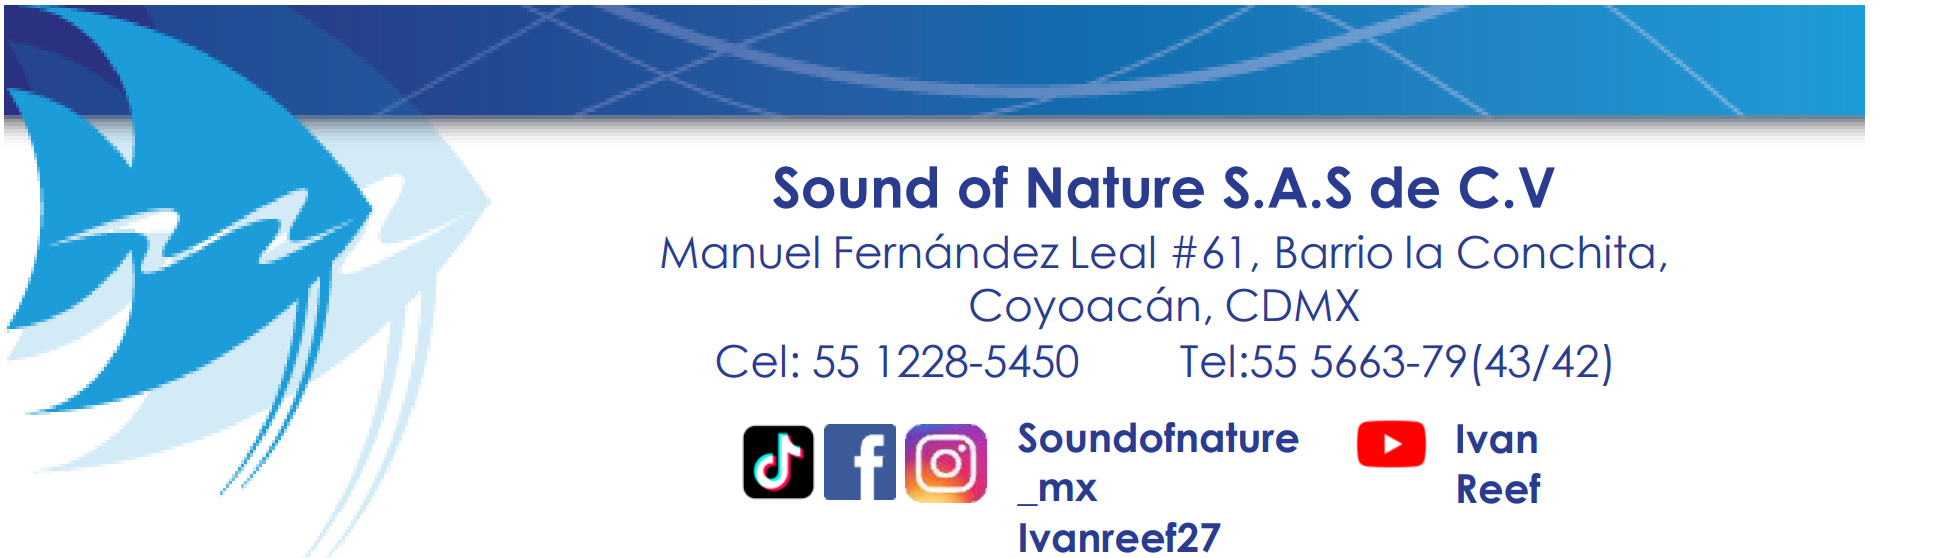 Sound of Nature S.A.S de C.V
Manuel Fernández Leal #61, Barrio la Conchita,
Coyoacán, CDMX
Cel: 55 1228-5450 Tel:55 5663-79(43/42)
Soundofnature
_mx
Ivanreef27
Ivan
Reef